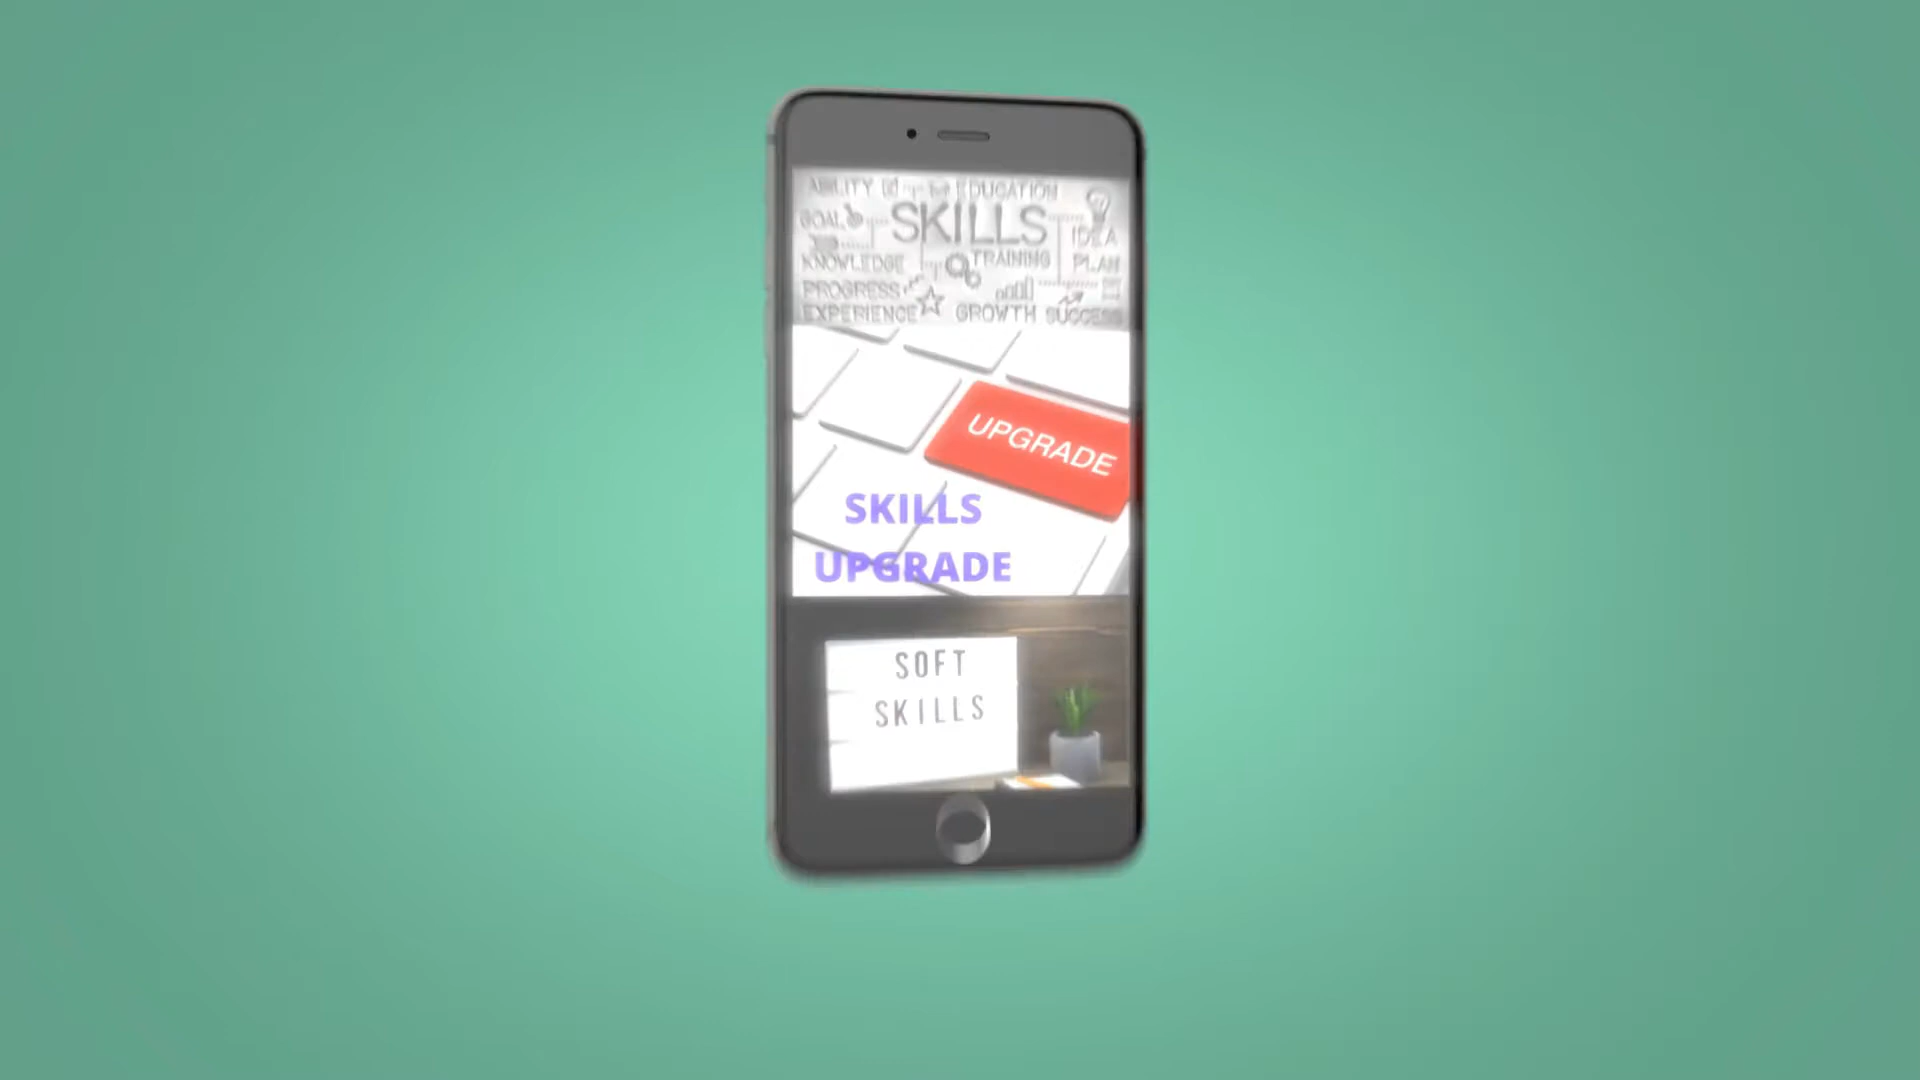 ABILITY EDUCATION
GOAL SKILLS IDEA
KNOWLEDGE TRAINING PLAN
PROGRESS
EXPERIENCE GROWTH SUCCESS
UPGRADE
SKILLS
UPGRADE
SOFT
SKILLS